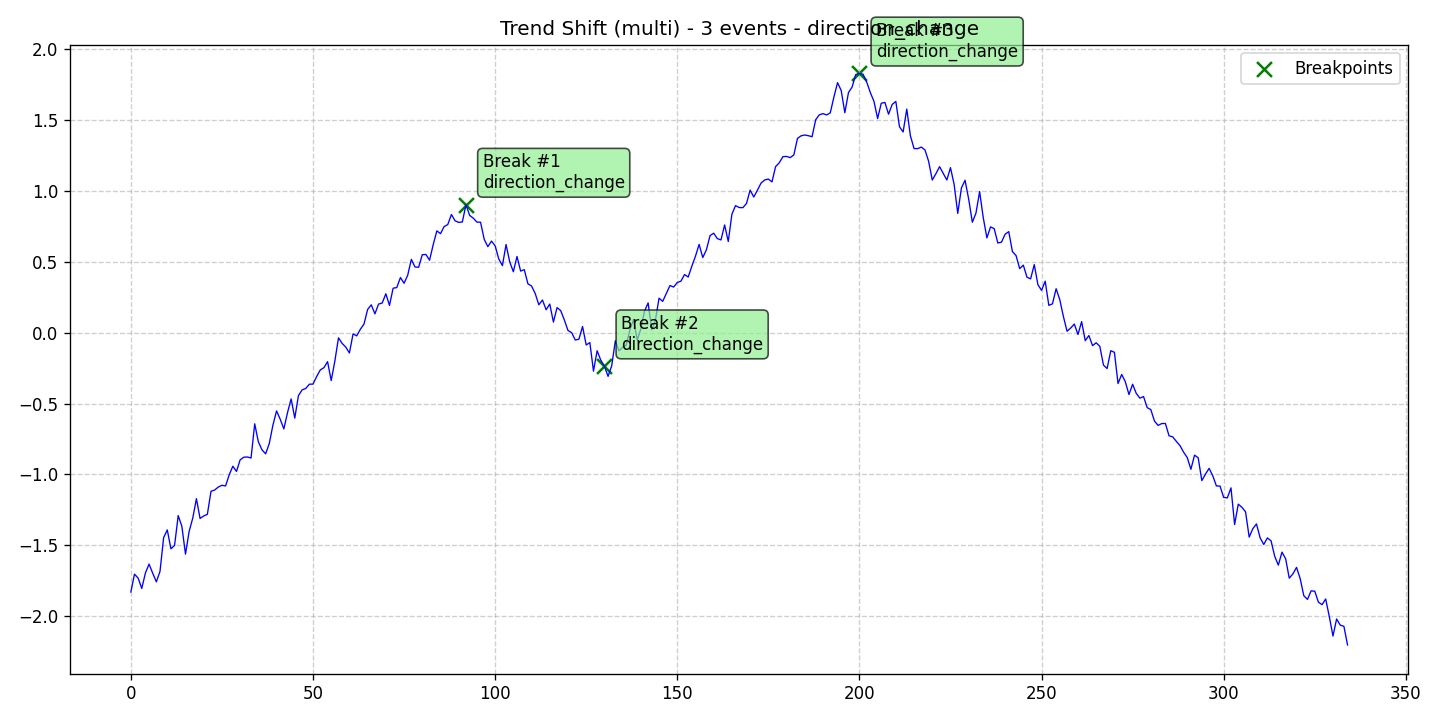 Trend Shift (multi) - 3 events - direction_change
Break #3
direction_change
Breakpoints
Break #1
direction_change
Break #2
direction_change
2.0
1.5
1.0
0.5
0.0
−0.5
−1.0
−1.5
−2.0
0
50
100
150
200
250
300
350